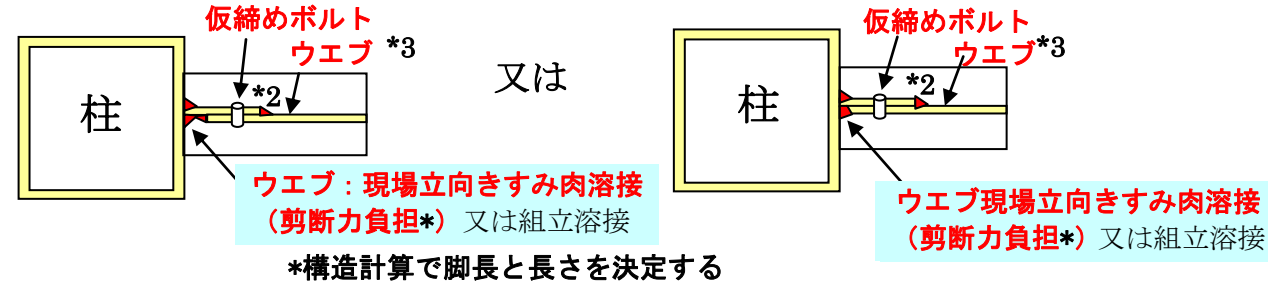 仮締めボルト
ウエブ *3
*2
柱
ウエブ：現場立向きすみ肉溶接
（剪断力負担*）又は組立溶接
又は
仮締めボルト
ウエブ*3
*2
柱
ウエブ現場立向きすみ肉溶接
（剪断力負担*）又は組立溶接
*構造計算で脚長と長さを決定する